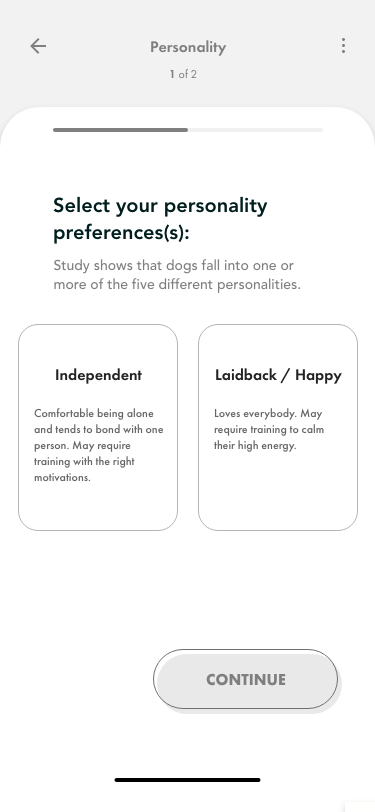 Personality
1 of 2
Select your personality
preferences(s):
Study shows that dogs fall into one or
more of the five different personalities.
Independent
Comfortable being alone
and tends to bond with one
person. May require
training with the right
motivations.
Laidback / Happy
Loves everybody. May
require training to calm
their high energy.
CONTINUE